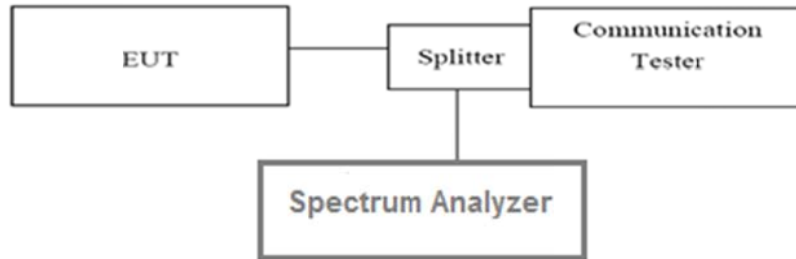 EUT
Splitter
Communication
Tester
Spectrum Analyzer